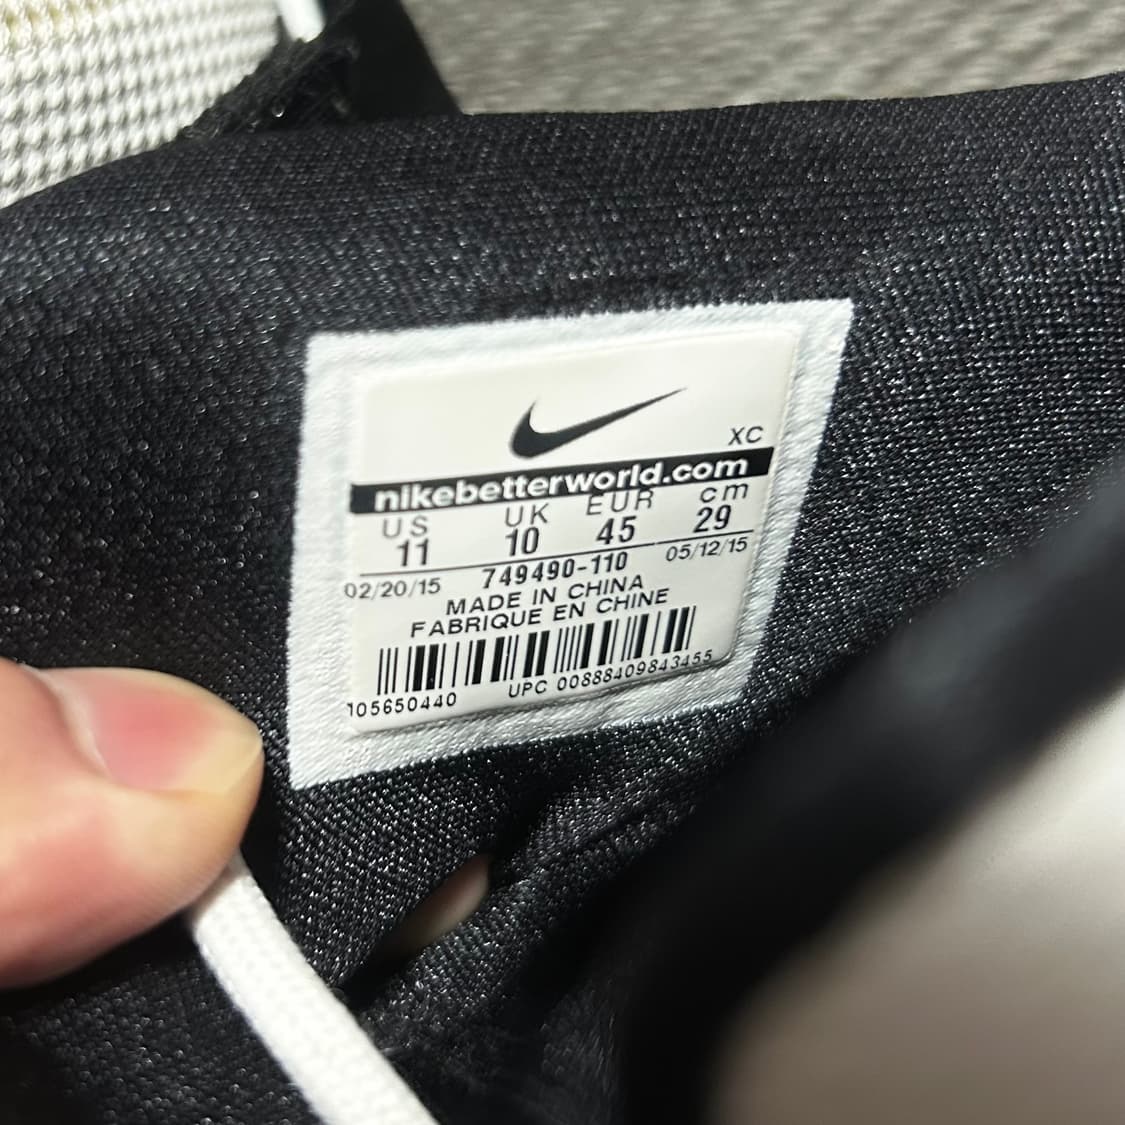 XC
nikebetterworld.com
US UK EUR cm
11 10 45 29
02/20/15 749490-110 05/12/15
MADE IN CHINA
FABRIQUE EN CHINE
105650440 UPC 00888409843455